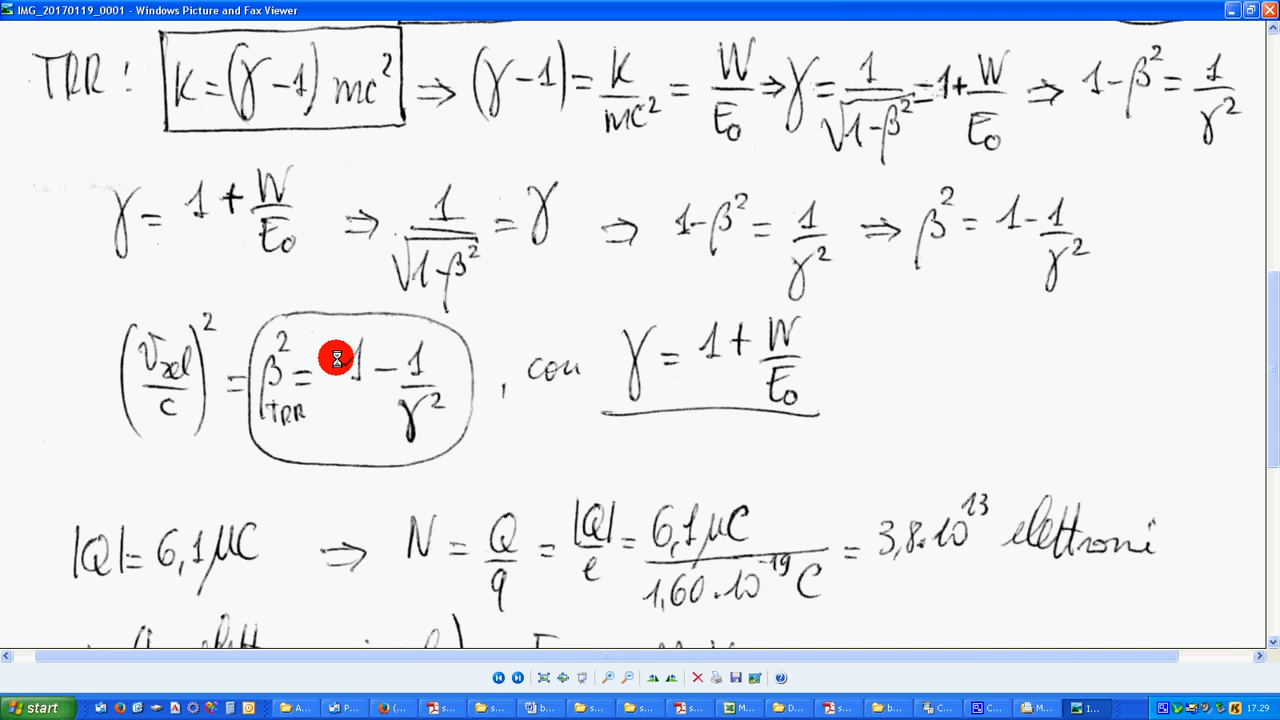 IMG_20170119_0001 - Windows Picture and Fax Viewer
TRR: K = (γ-1) mc² ⇒ (γ-1) = K/mc² = W/E₀ ⇒ γ = 1/√(1-β²) = 1 + W/E₀ ⇒ 1-β² = 1/γ²
γ = 1 + W/E₀ ⇒ 1/√(1-β²) = γ ⇒ 1-β² = 1/γ² ⇒ β² = 1 - 1/γ²
(v_rel/c)² = β²_TRR = 1 - 1/γ² , con γ = 1 + W/E₀
|Q| = 6,1 μC ⇒ N = Q/q = |Q|/e = 6,1 μC / 1,60·10⁻¹⁹ C = 3,8·10¹³ elettroni
start A... P... (... s... s... w... b... s... s... s... M... D... s... b... C... C... M... I... 17.29